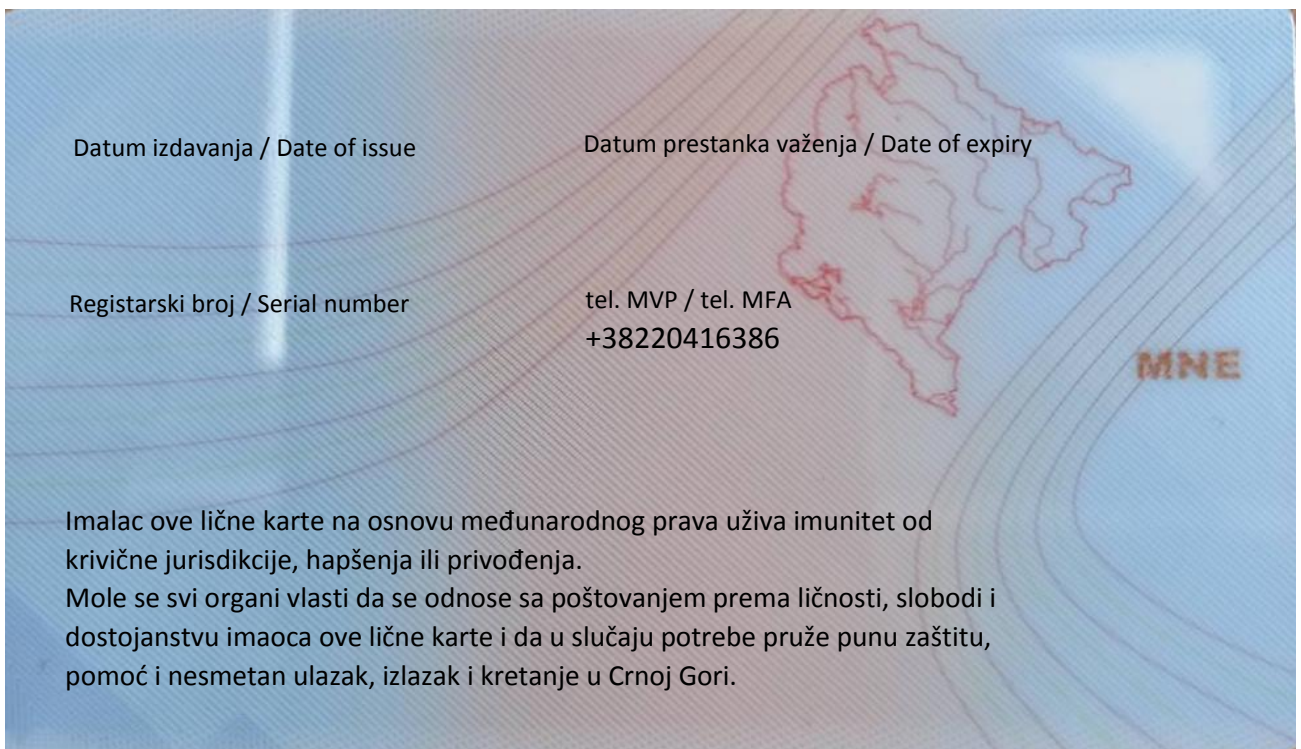 Datum izdavanja / Date of issue
Datum prestanka važenja / Date of expiry
Registarski broj / Serial number
tel. MVP / tel. MFA
+38220416386
MNE
Imalac ove lične karte na osnovu međunarodnog prava uživa imunitet od
krivične jurisdikcije, hapšenja ili privođenja.
Mole se svi organi vlasti da se odnose sa poštovanjem prema ličnosti, slobodi i
dostojanstvu imaoca ove lične karte i da u slučaju potrebe pruže punu zaštitu,
pomoć i nesmetan ulazak, izlazak i kretanje u Crnoj Gori.